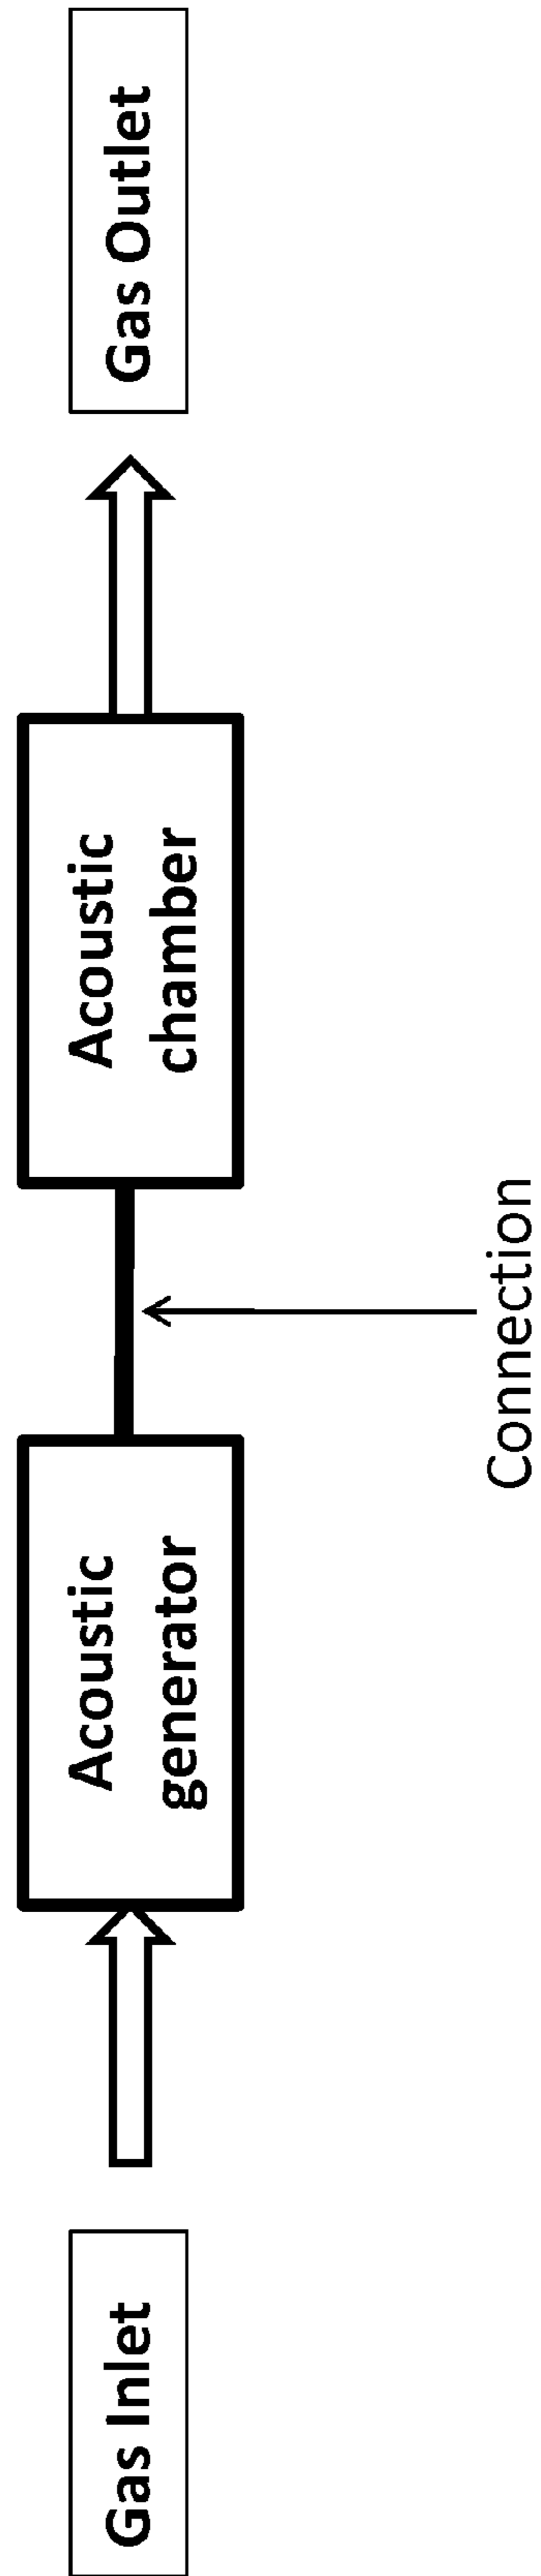 Gas Inlet
Acoustic
generator
Connection
Acoustic
chamber
Gas Outlet